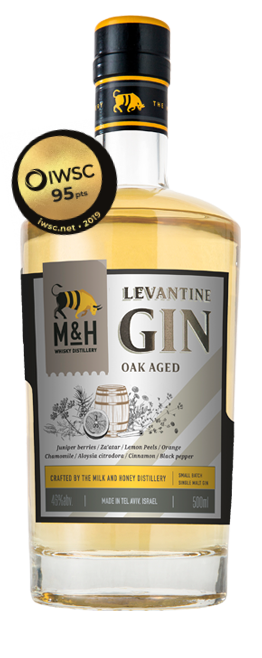 THE
IWSC
95 pts.
iwsc.net • 2019
M&H
WHISKY DISTILLERY
LEVANTINE
GIN
OAK AGED
Juniper berries / Za'atar / Lemon Peels / Orange
Chamomile / Aloysia citrodora / Cinnamon / Black pepper
CRAFTED BY THE MILK AND HONEY DISTILLERY
SMALL BATCH
SINGLE MALT GIN
MADE IN TEL AVIV, ISRAEL
500ml